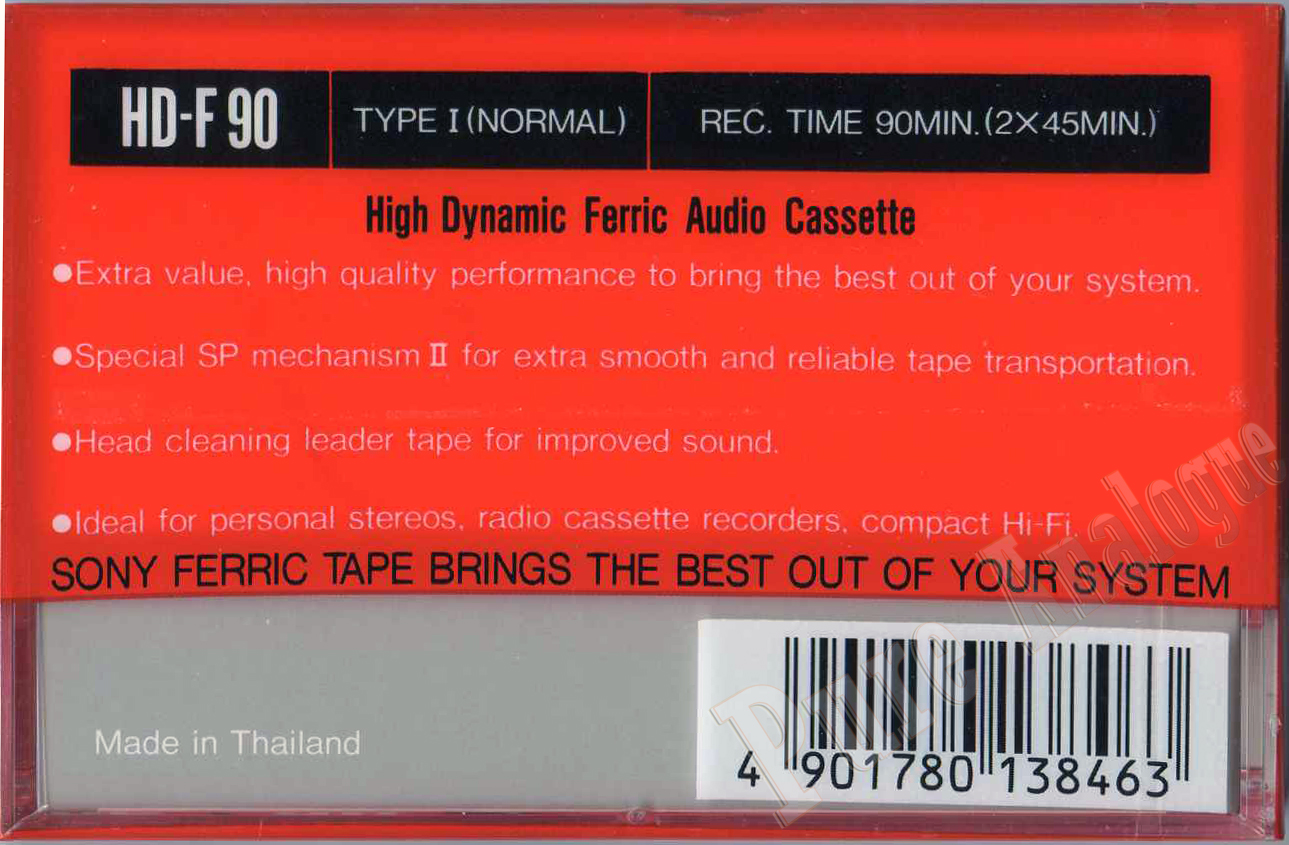 HD-F 90
TYPE I (NORMAL)
REC. TIME 90MIN. (2×45MIN.)
High Dynamic Ferric Audio Cassette
●Extra value, high quality performance to bring the best out of your system.
●Special SP mechanism II for extra smooth and reliable tape transportation.
●Head cleaning leader tape for improved sound.
●Ideal for personal stereos, radio cassette recorders, compact Hi-Fi.
SONY FERRIC TAPE BRINGS THE BEST OUT OF YOUR SYSTEM
Made in Thailand
4 901780 138463
Pure Analogue